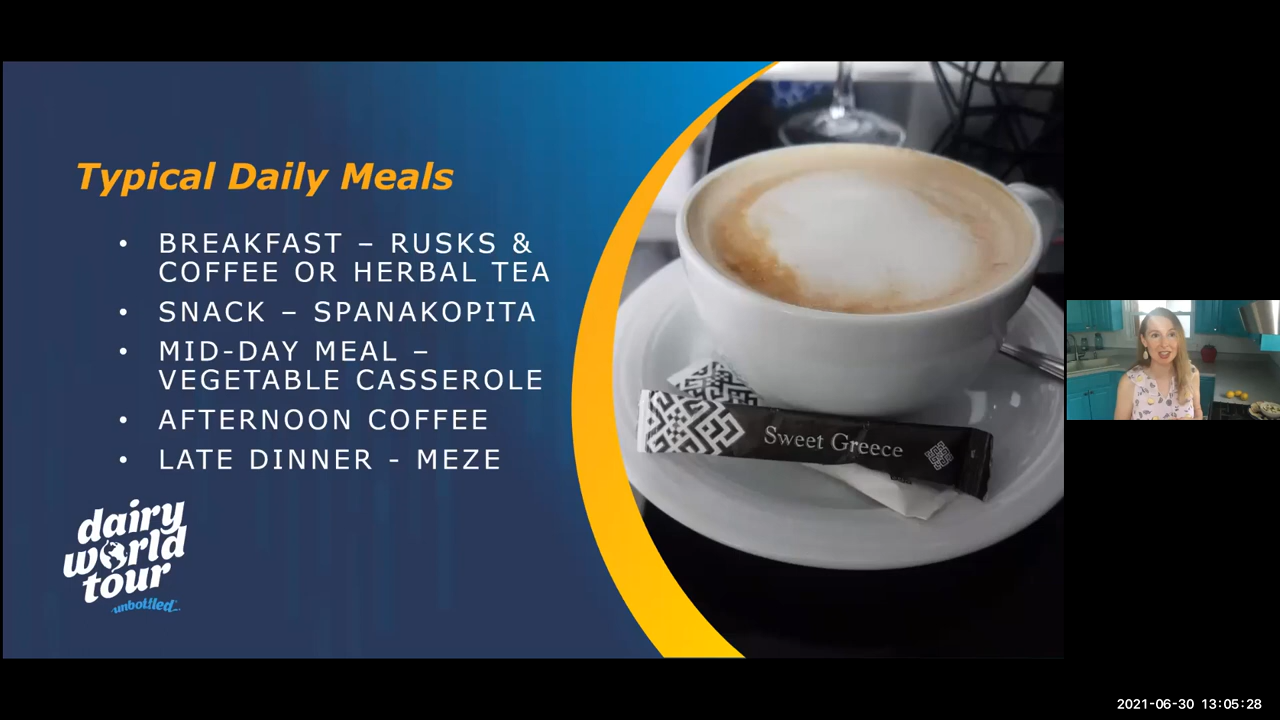 Typical Daily Meals
• BREAKFAST – RUSKS &
COFFEE OR HERBAL TEA
• SNACK – SPANAKOPITA
• MID-DAY MEAL –
VEGETABLE CASSEROLE
• AFTERNOON COFFEE
• LATE DINNER - MEZE
dairy
world
tour
unbottled™
Sweet Greece
2021-06-30 13:05:28